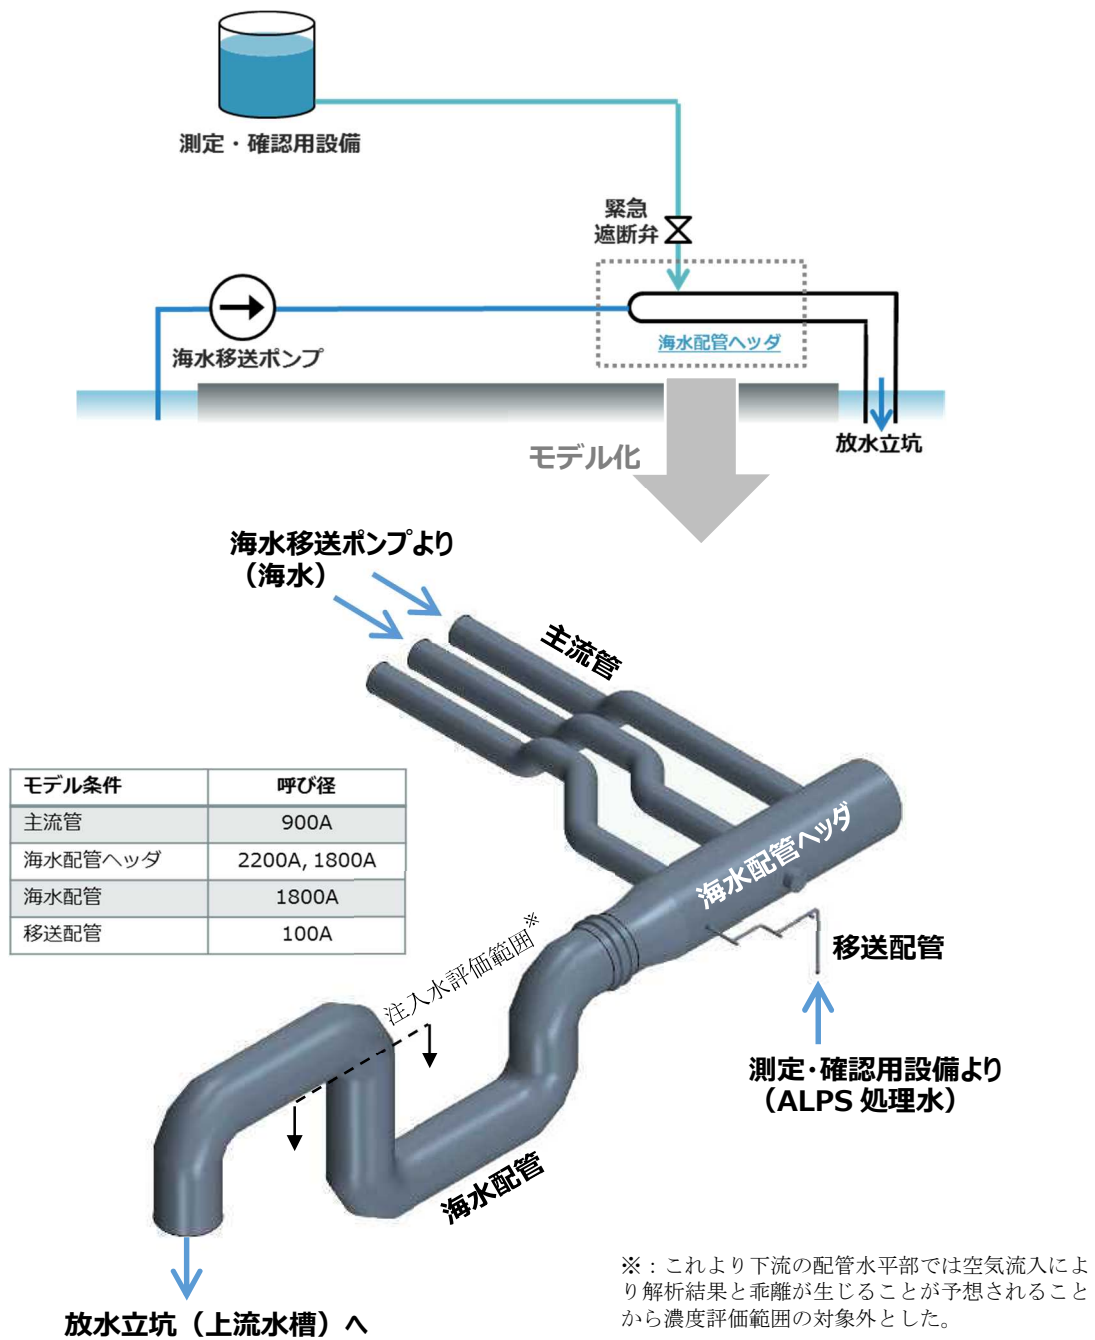 測定・確認用設備
緊急
遮断弁
海水配管ヘッダ
海水移送ポンプ
放水立坑
モデル化
海水移送ポンプより
（海水）
主流管
モデル条件 呼び径
主流管 900A
海水配管ヘッダ 2200A, 1800A
海水配管 1800A
移送配管 100A
海水配管ヘッダ
注入水評価範囲※
移送配管
測定・確認用設備より
（ALPS 処理水）
海水配管
放水立坑（上流水槽）へ
※：これより下流の配管水平部では空気流入によ
り解析結果と乖離が生じることが予想されること
から濃度評価範囲の対象外とした。